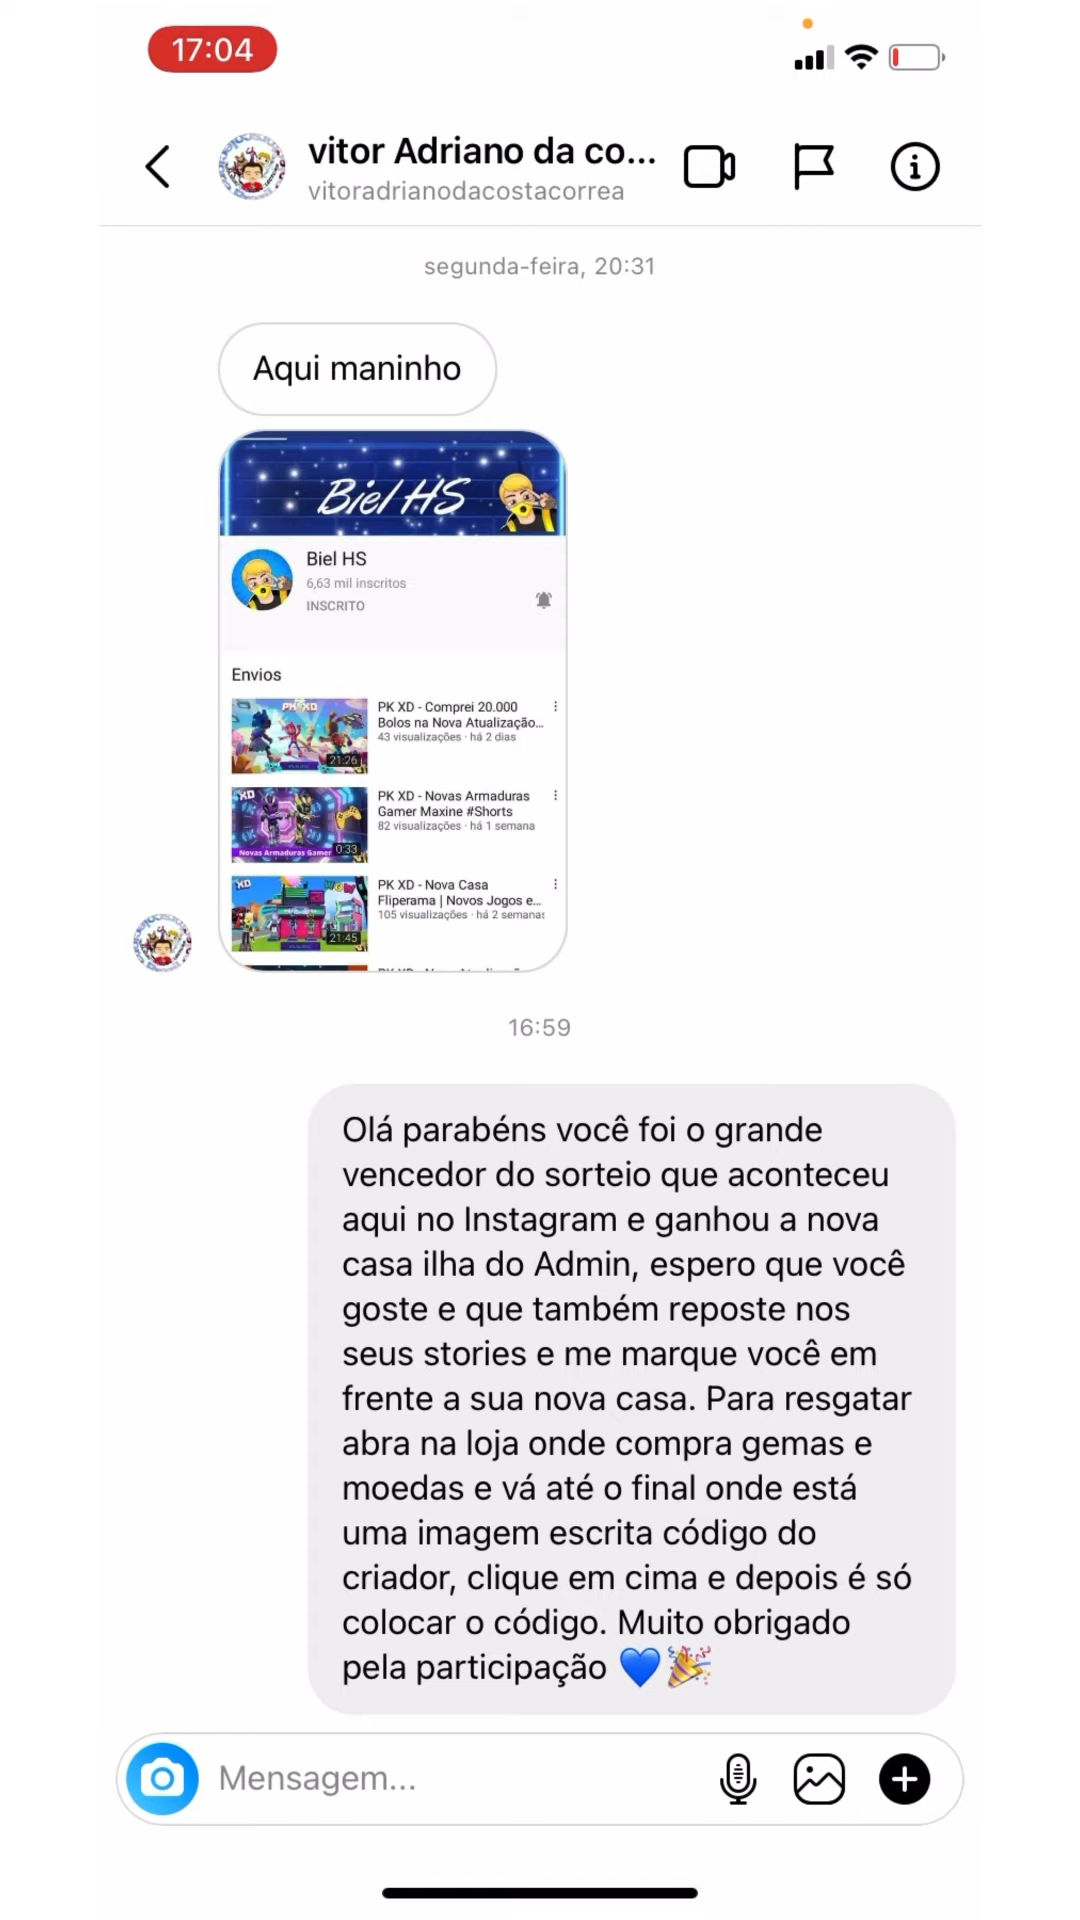 17:04
vitor Adriano da co...
vitoradrianodacostacorrea
segunda-feira, 20:31
Aqui maninho
Biel HS
Biel HS
6,63 mil inscritos
INSCRITO
Envios
PK XD
PK XD - Comprei 20.000
Bolos na Nova Atualização...
43 visualizações · há 2 dias
21:26
XD
PK XD - Novas Armaduras
Gamer Maxine #Shorts
82 visualizações · há 1 semana
Novas Armaduras Gamer
0:33
XD
WOW
PK XD - Nova Casa
Fliperama | Novos Jogos e...
105 visualizações · há 2 semanas
21:45
16:59
Olá parabéns você foi o grande
vencedor do sorteio que aconteceu
aqui no Instagram e ganhou a nova
casa ilha do Admin, espero que você
goste e que também reposte nos
seus stories e me marque você em
frente a sua nova casa. Para resgatar
abra na loja onde compra gemas e
moedas e vá até o final onde está
uma imagem escrita código do
criador, clique em cima e depois é só
colocar o código. Muito obrigado
pela participação 💙🎉
Mensagem...